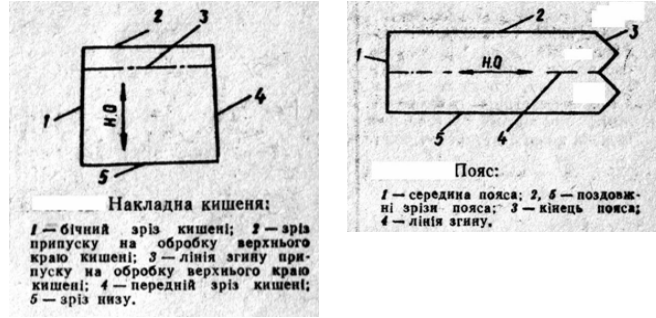 2
3
1
Н.О
4
5
Накладна кишеня:
1 — бічний зріз кишені; 2 — зріз
припуску на обробку верхнього
краю кишені; 3 — лінія згину при-
пуску на обробку верхнього краю
кишені; 4 — передній зріз кишені;
5 — зріз низу.
2
3
1
Н.О
5
4
Пояс:
1 — середина пояса; 2, 5 — поздовж-
ні зрізи пояса; 3 — кінець пояса;
4 — лінія згину.